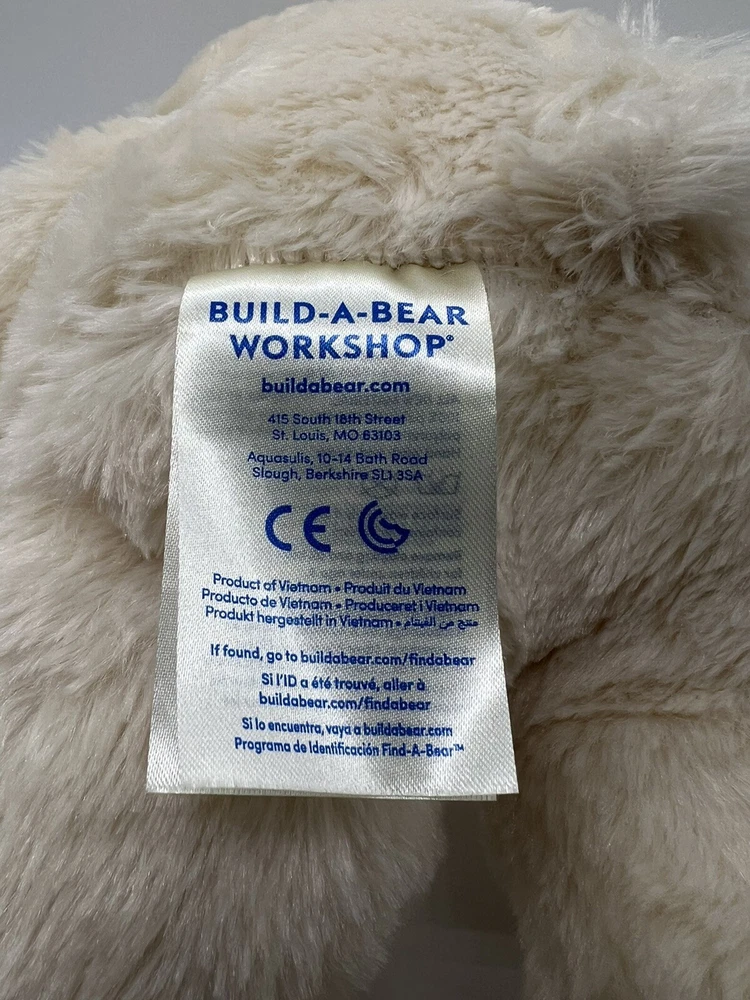 BUILD-A-BEAR
WORKSHOP®
buildabear.com
415 South 18th Street
St. Louis, MO 63103
Aquasulis, 10-14 Bath Road
Slough, Berkshire SL1 3SA
CE
Product of Vietnam • Produit du Vietnam
Producto de Vietnam • Produceret i Vietnam
Produkt hergestellt in Vietnam • منتج من الفيتنام
If found, go to buildabear.com/findabear
Si l'ID a été trouvé, aller à
buildabear.com/findabear
Si lo encuentra, vaya a buildabear.com
Programa de Identificación Find-A-Bear™